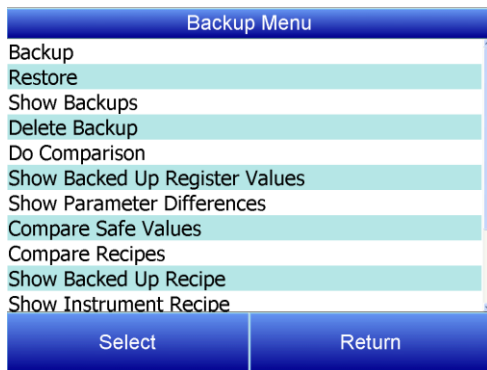 Backup Menu
Backup
Restore
Show Backups
Delete Backup
Do Comparison
Show Backed Up Register Values
Show Parameter Differences
Compare Safe Values
Compare Recipes
Show Backed Up Recipe
Show Instrument Recipe
Select Return